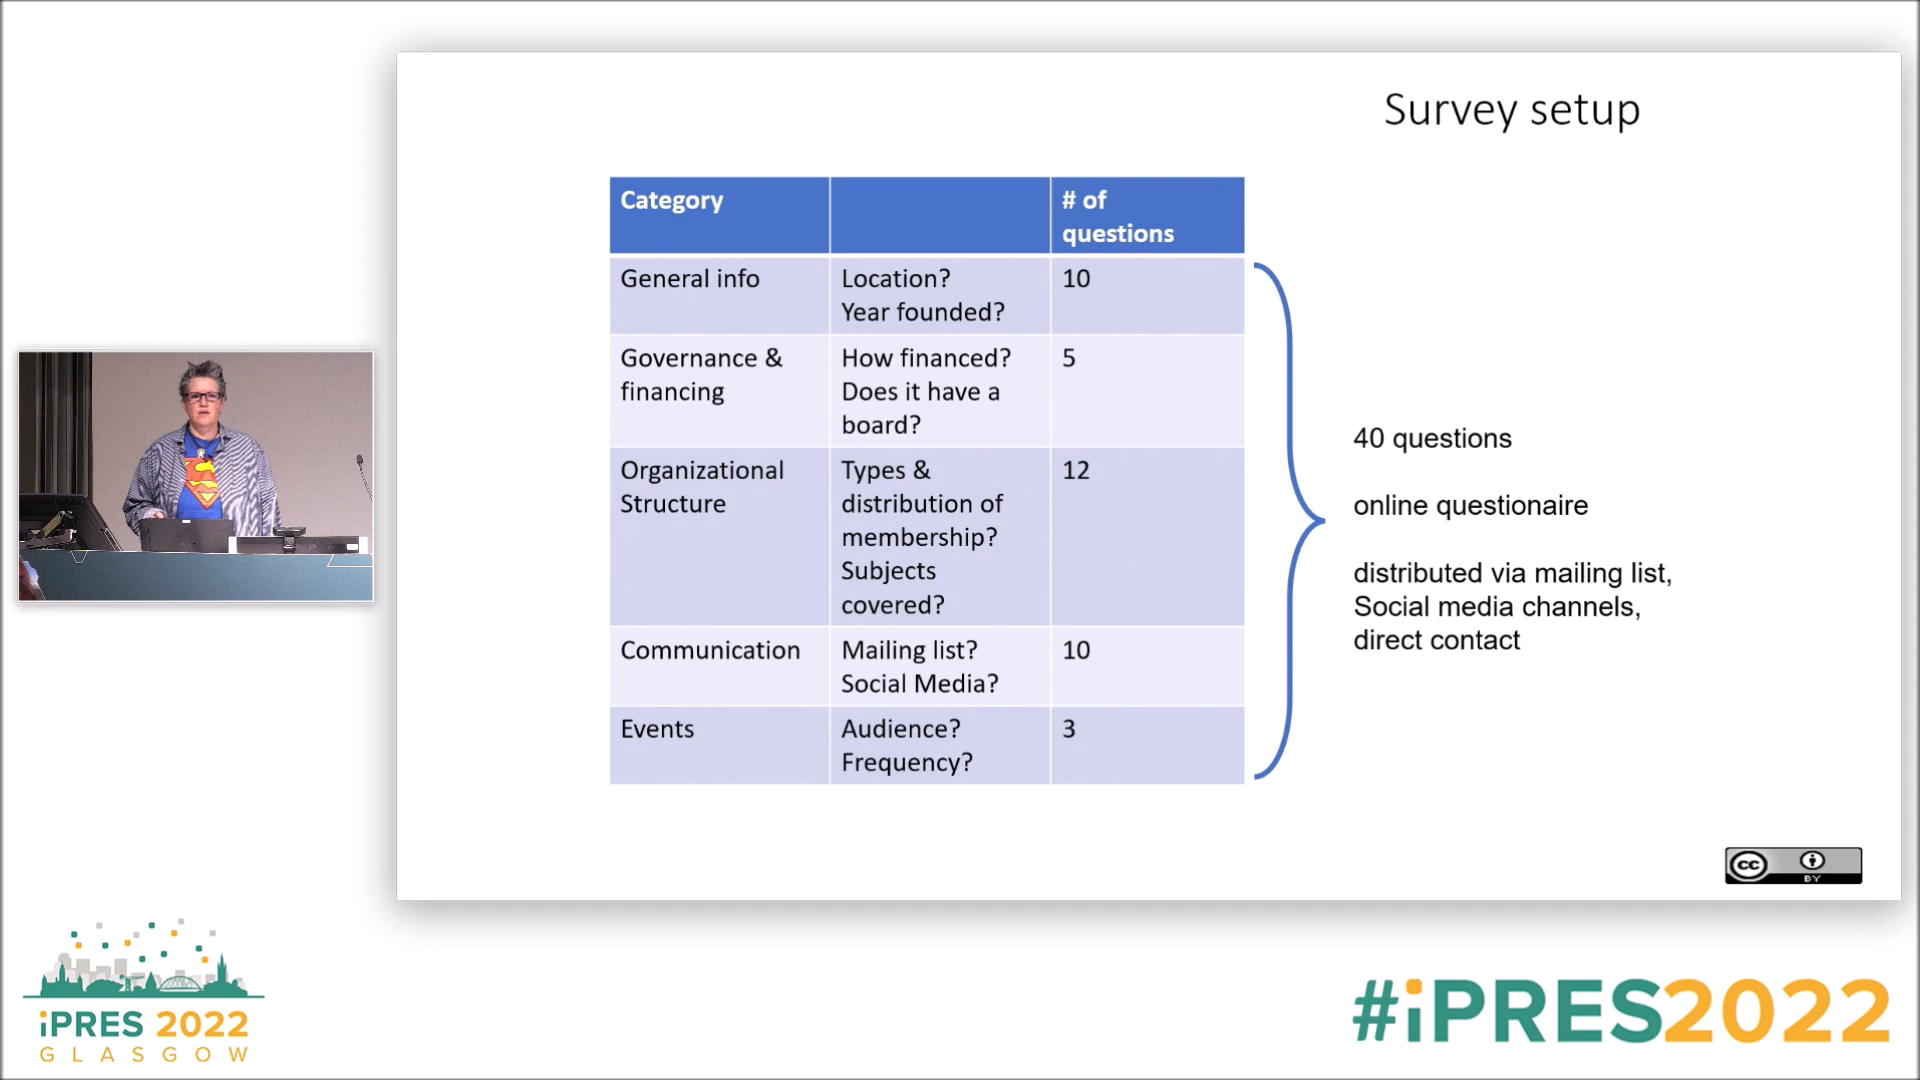 Survey setup
Category
# of
questions
General info
Location?
Year founded?
10
Governance &
financing
How financed?
Does it have a
board?
5
Organizational
Structure
Types &
distribution of
membership?
Subjects
covered?
12
Communication
Mailing list?
Social Media?
10
Events
Audience?
Frequency?
3
40 questions
online questionaire
distributed via mailing list,
Social media channels,
direct contact
cc
BY
iPRES 2022
GLASGOW
#iPRES2022